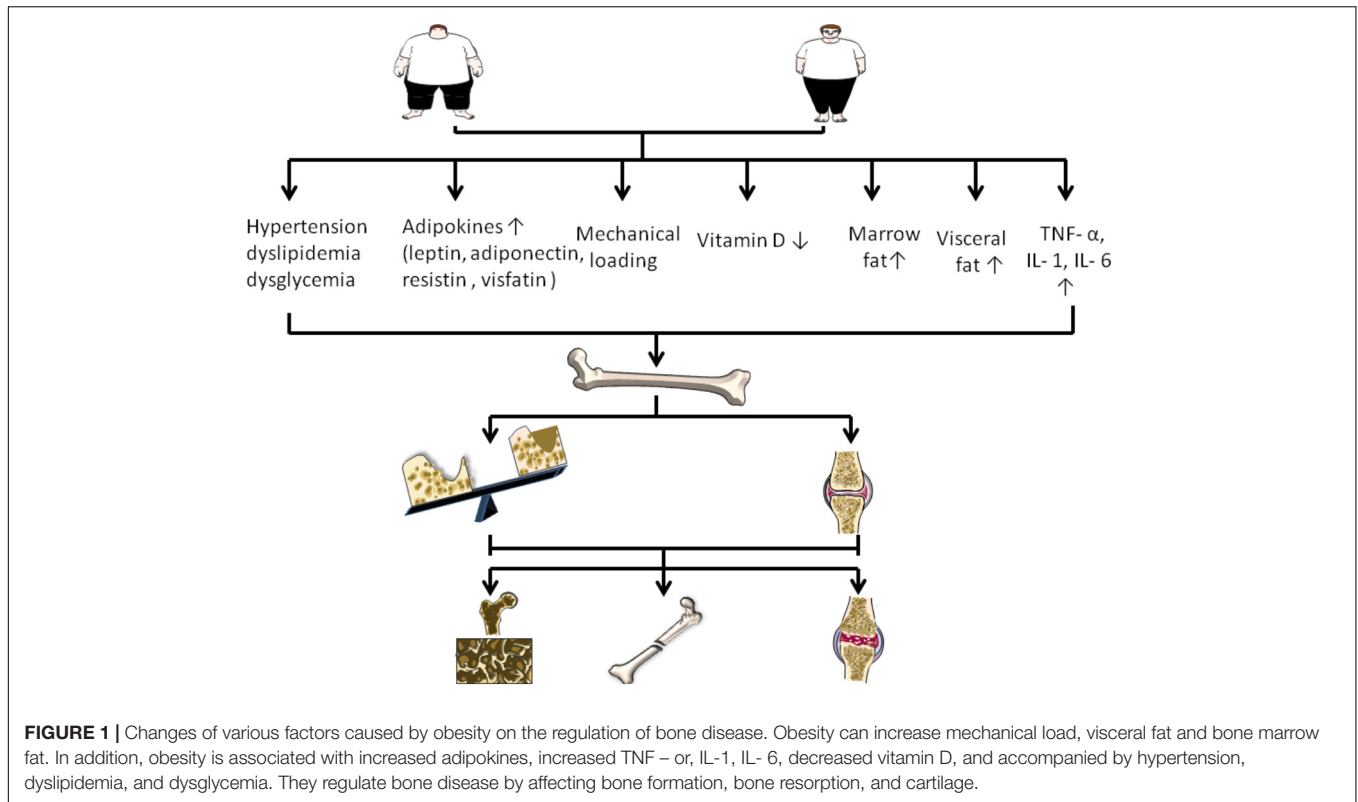 Hypertension
dyslipidemia
dysglycemia
Adipokines ↑
(leptin, adiponectin,
resistin , visfatin )
Mechanical
loading
Vitamin D ↓
Marrow
fat↑
Visceral
fat ↑
TNF- α,
IL- 1, IL- 6
↑
FIGURE 1 | Changes of various factors caused by obesity on the regulation of bone disease. Obesity can increase mechanical load, visceral fat and bone marrow
fat. In addition, obesity is associated with increased adipokines, increased TNF – or, IL-1, IL- 6, decreased vitamin D, and accompanied by hypertension,
dyslipidemia, and dysglycemia. They regulate bone disease by affecting bone formation, bone resorption, and cartilage.